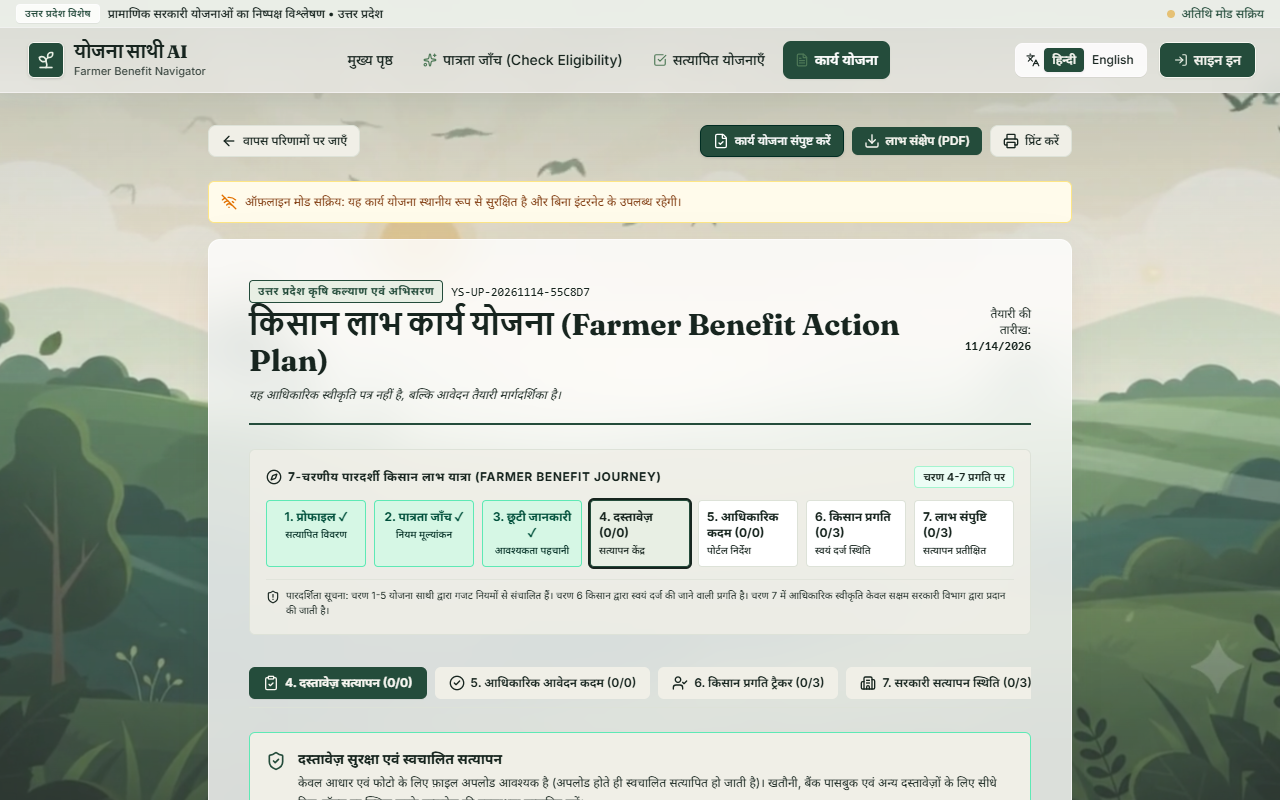 उत्तर प्रदेश विशेष प्रामाणिक सरकारी योजनाओं का निष्पक्ष विश्लेषण • उत्तर प्रदेश
अतिथि मोड सक्रिय
योजना साथी AI
Farmer Benefit Navigator
मुख्य पृष्ठ
पात्रता जाँच (Check Eligibility)
सत्यापित योजनाएँ
कार्य योजना
हिन्दी
English
साइन इन
वापस परिणामों पर जाएँ
कार्य योजना संपुष्ट करें
लाभ संक्षेप (PDF)
प्रिंट करें
ऑफ़लाइन मोड सक्रिय: यह कार्य योजना स्थानीय रूप से सुरक्षित है और बिना इंटरनेट के उपलब्ध रहेगी।
उत्तर प्रदेश कृषि कल्याण एवं अभिसरण YS-UP-20261114-55C8D7
किसान लाभ कार्य योजना (Farmer Benefit Action
Plan)
यह आधिकारिक स्वीकृति पत्र नहीं है, बल्कि आवेदन तैयारी मार्गदर्शिका है।
तैयारी की
तारीख:
11/14/2026
7-चरणीय पारदर्शी किसान लाभ यात्रा (FARMER BENEFIT JOURNEY)
चरण 4-7 प्रगति पर
1. प्रोफाइल ✓
सत्यापित विवरण
2. पात्रता जाँच ✓
नियम मूल्यांकन
3. छूटी जानकारी
✓
आवश्यकता पहचानी
4. दस्तावेज़
(0/0)
सत्यापन केंद्र
5. आधिकारिक
कदम (0/0)
पोर्टल निर्देश
6. किसान प्रगति
(0/3)
स्वयं दर्ज स्थिति
7. लाभ संपुष्टि
(0/3)
सत्यापन प्रतीक्षित
पारदर्शिता सूचना: चरण 1-5 योजना साथी द्वारा गजट नियमों से संचालित हैं। चरण 6 किसान द्वारा स्वयं दर्ज की जाने वाली प्रगति है। चरण 7 में आधिकारिक स्वीकृति केवल सक्षम सरकारी विभाग द्वारा प्रदान
की जाती है।
4. दस्तावेज़ सत्यापन (0/0)
5. आधिकारिक आवेदन कदम (0/0)
6. किसान प्रगति ट्रैकर (0/3)
7. सरकारी सत्यापन स्थिति (0/3)
दस्तावेज़ सुरक्षा एवं स्वचालित सत्यापन
केवल आधार एवं फोटो के लिए फ़ाइल अपलोड आवश्यक है (अपलोड होते ही स्वचालित सत्यापित हो जाती है)। खतौनी, बैंक पासबुक एवं अन्य दस्तावेज़ों के लिए सीधे